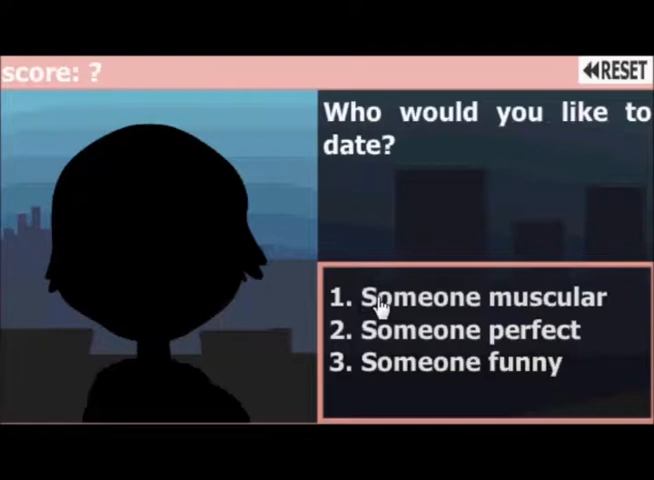 score: ?
RESET
Who would you like to
date?
1. Someone muscular
2. Someone perfect
3. Someone funny